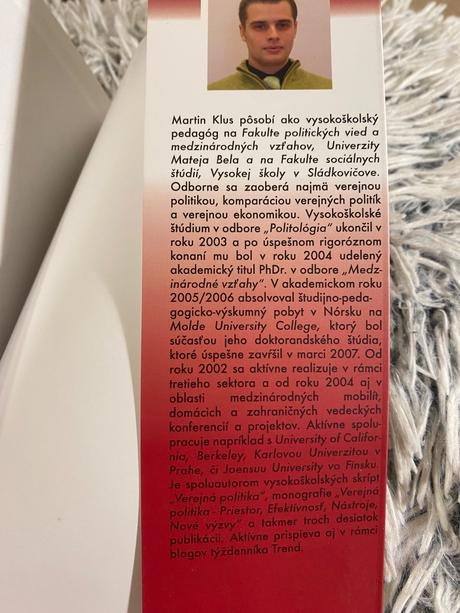 Martin Klus pôsobí ako vysokoškolský
pedagóg na Fakulte politických vied a
medzinárodných vzťahov, Univerzity
Mateja Bela a na Fakulte sociálnych
štúdií, Vysokej školy v Sládkovičove.
Odborne sa zaoberá najmä verejnou
politikou, komparáciou verejných politík
a verejnou ekonomikou. Vysokoškolské
štúdium v odbore „Politológia" ukončil v
roku 2003 a po úspešnom rigoróznom
konaní mu bol v roku 2004 udelený
akademický titul PhDr. v odbore „Medz-
inárodné vzťahy". V akademickom roku
2005/2006 absolvoval študijno-peda-
gogicko-výskumný pobyt v Nórsku na
Molde University College, ktorý bol
súčasťou jeho doktorandského štúdia,
ktoré úspešne zavŕšil v marci 2007. Od
roku 2002 sa aktívne realizuje v rámci
tretieho sektora a od roku 2004 aj v
oblasti medzinárodných mobilít,
domácich a zahraničných vedeckých
konferencií a projektov. Aktívne spolu-
pracuje napríklad s University of Califor-
nia, Berkeley, Karlovou Univerzitou v
Prahe, či Joensuu University vo Fínsku.
Je spoluautorom vysokoškolských skrípt
„Verejná politika", monografie „Verejná
politika - Priestor, Efektívnosť, Nástroje,
Nové výzvy" a takmer troch desiatok
publikácií. Aktívne prispieva aj v rámci
blogov týždenníka Trend.